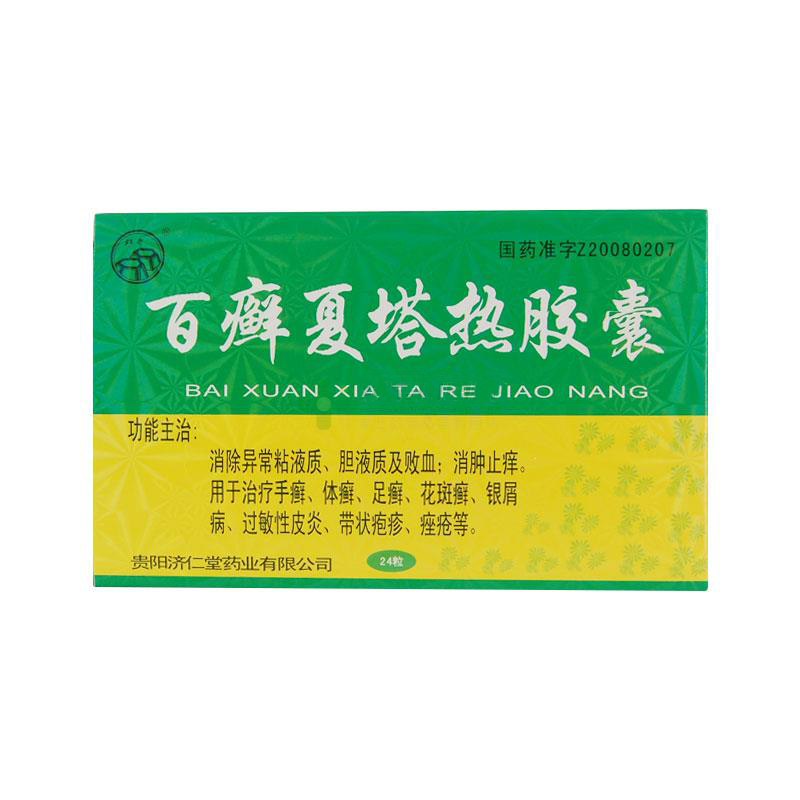 国药准字Z20080207
百癣夏塔热胶囊
BAI XUAN XIA TA RE JIAO NANG
功能主治:
消除异常粘液质、胆液质及败血;消肿止痒。
用于治疗手癣、体癣、足癣、花斑癣、银屑
病、过敏性皮炎、带状疱疹、痤疮等。
贵阳济仁堂药业有限公司
24粒